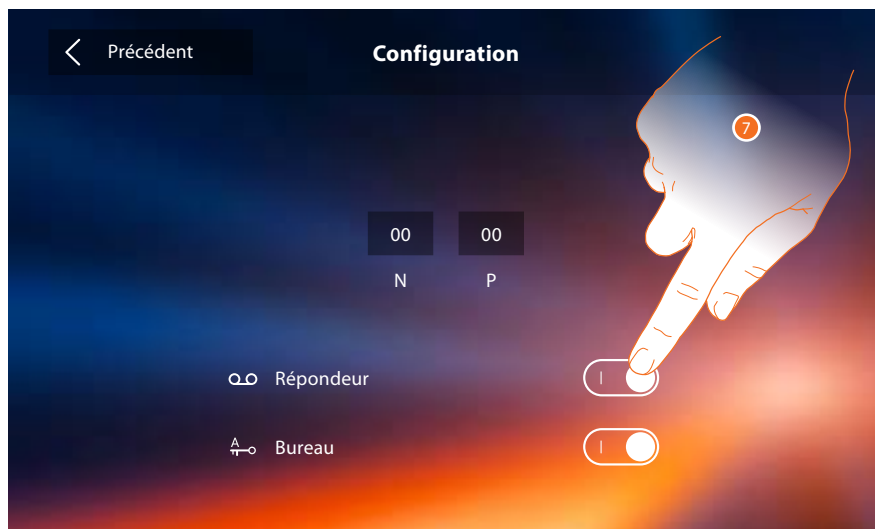 Précédent
Configuration
7
00 00
N P
Répondeur
A
Bureau